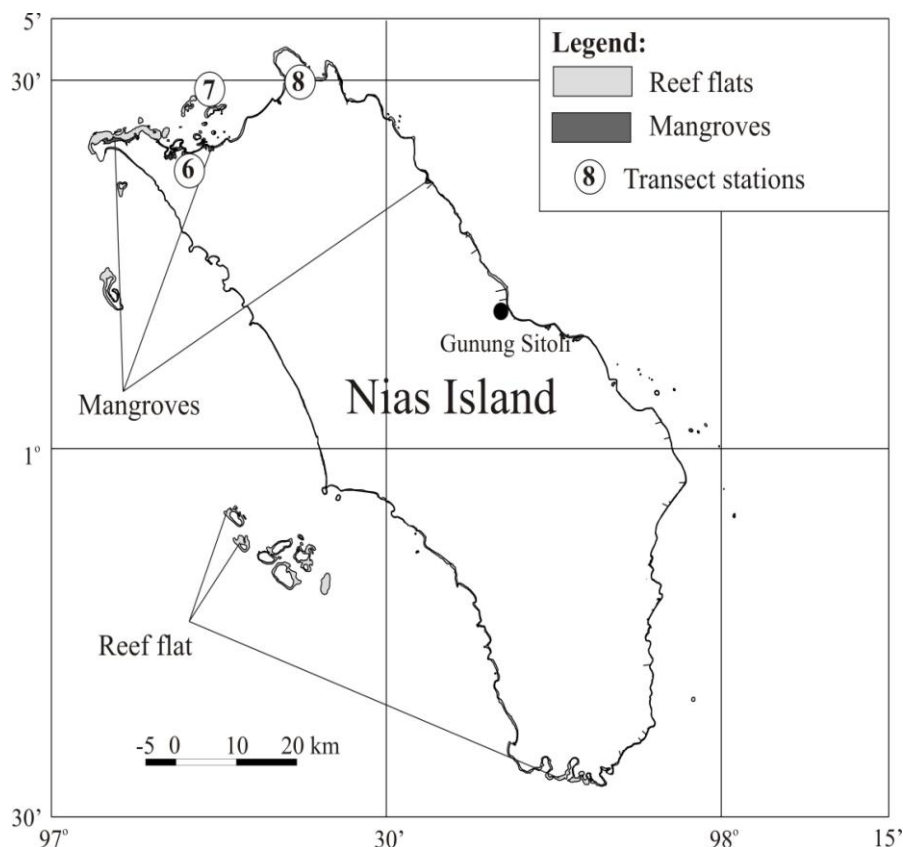 5'
30'
1°
30'
97°
30'
98°
15'
Legend:
Reef flats
Mangroves
8 Transect stations
7
8
6
Gunung Sitoli
Mangroves
Nias Island
Reef flat
-5 0 10 20 km